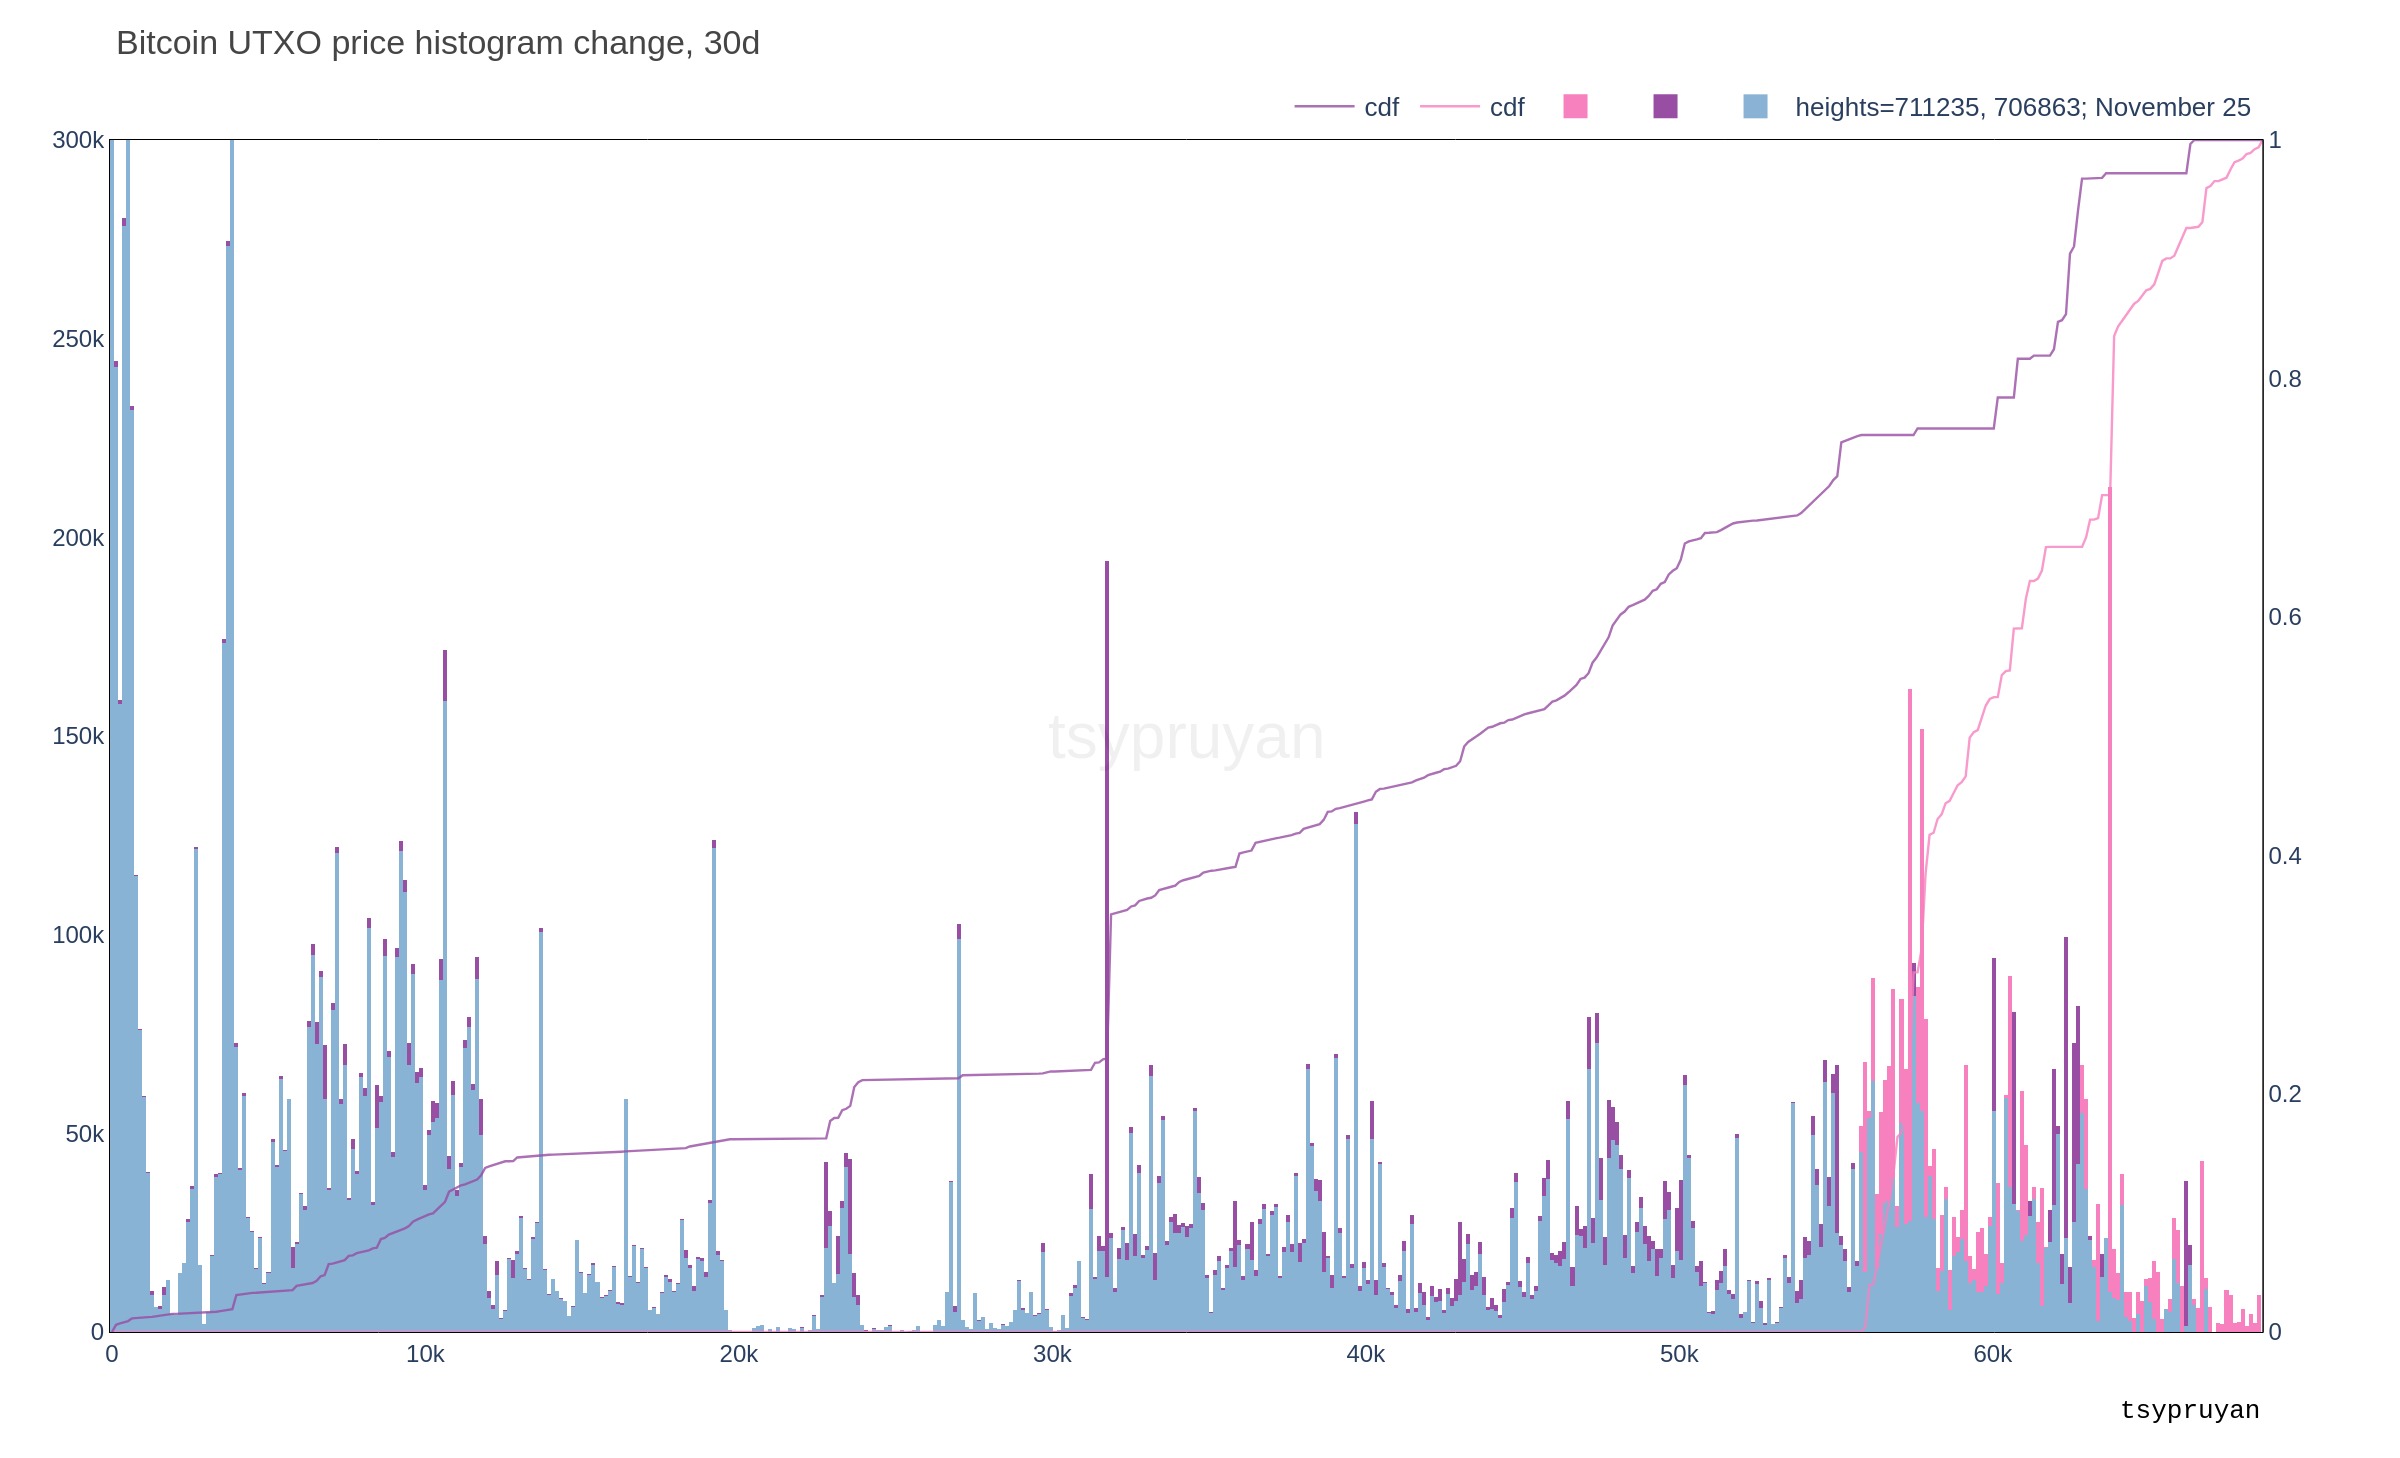 Bitcoin UTXO price histogram change, 30d
cdf cdf heights=711235, 706863; November 25
300k 1
250k
0.8
200k
0.6
150k
tsypruyan
0.4
100k
0.2
50k
0 0
0 10k 20k 30k 40k 50k 60k
tsypruyan